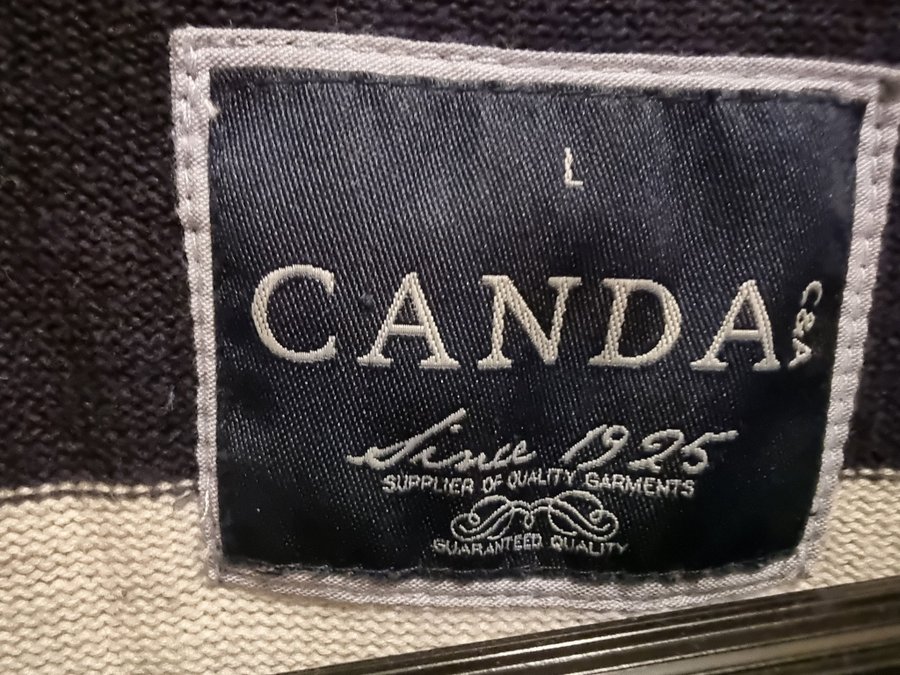 L
CANDA C&A
Since 1925
SUPPLIER OF QUALITY GARMENTS
GUARANTEED QUALITY